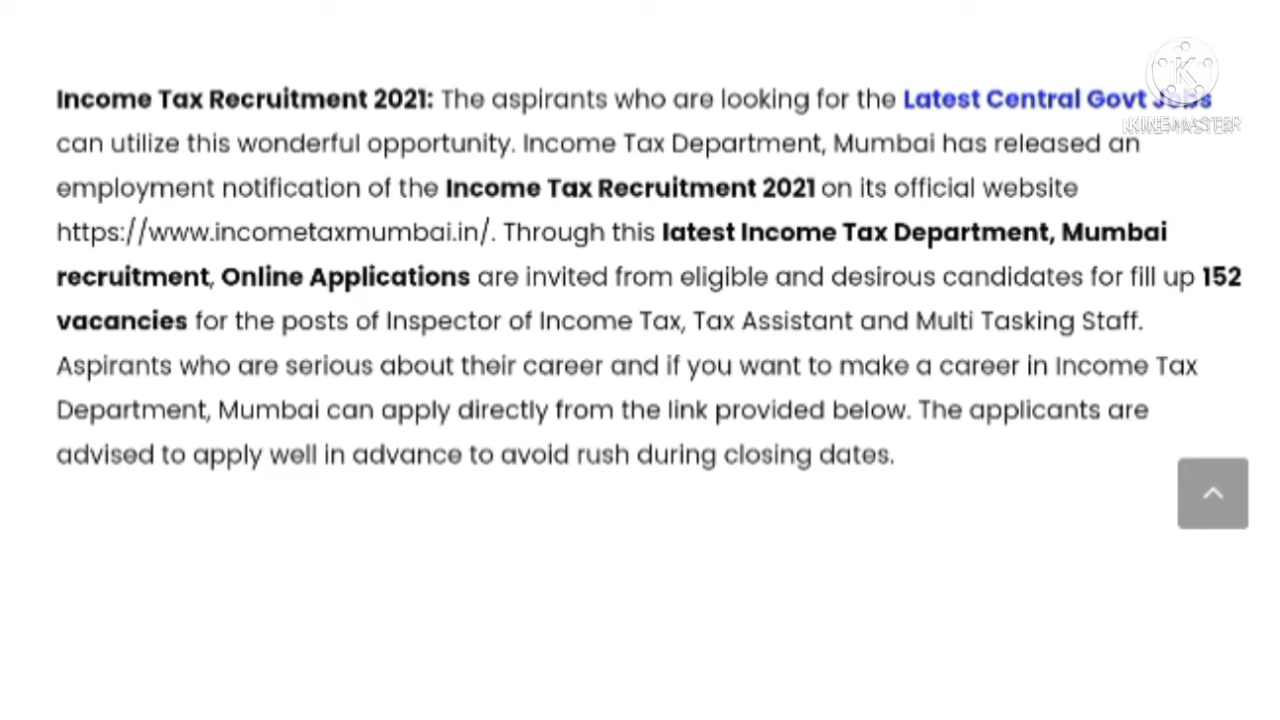 Income Tax Recruitment 2021: The aspirants who are looking for the Latest Central Govt Jobs
can utilize this wonderful opportunity. Income Tax Department, Mumbai has released an
employment notification of the Income Tax Recruitment 2021 on its official website
https://www.incometaxmumbai.in/. Through this latest Income Tax Department, Mumbai
recruitment, Online Applications are invited from eligible and desirous candidates for fill up 152
vacancies for the posts of Inspector of Income Tax, Tax Assistant and Multi Tasking Staff.
Aspirants who are serious about their career and if you want to make a career in Income Tax
Department, Mumbai can apply directly from the link provided below. The applicants are
advised to apply well in advance to avoid rush during closing dates.
K
KINEMASTER